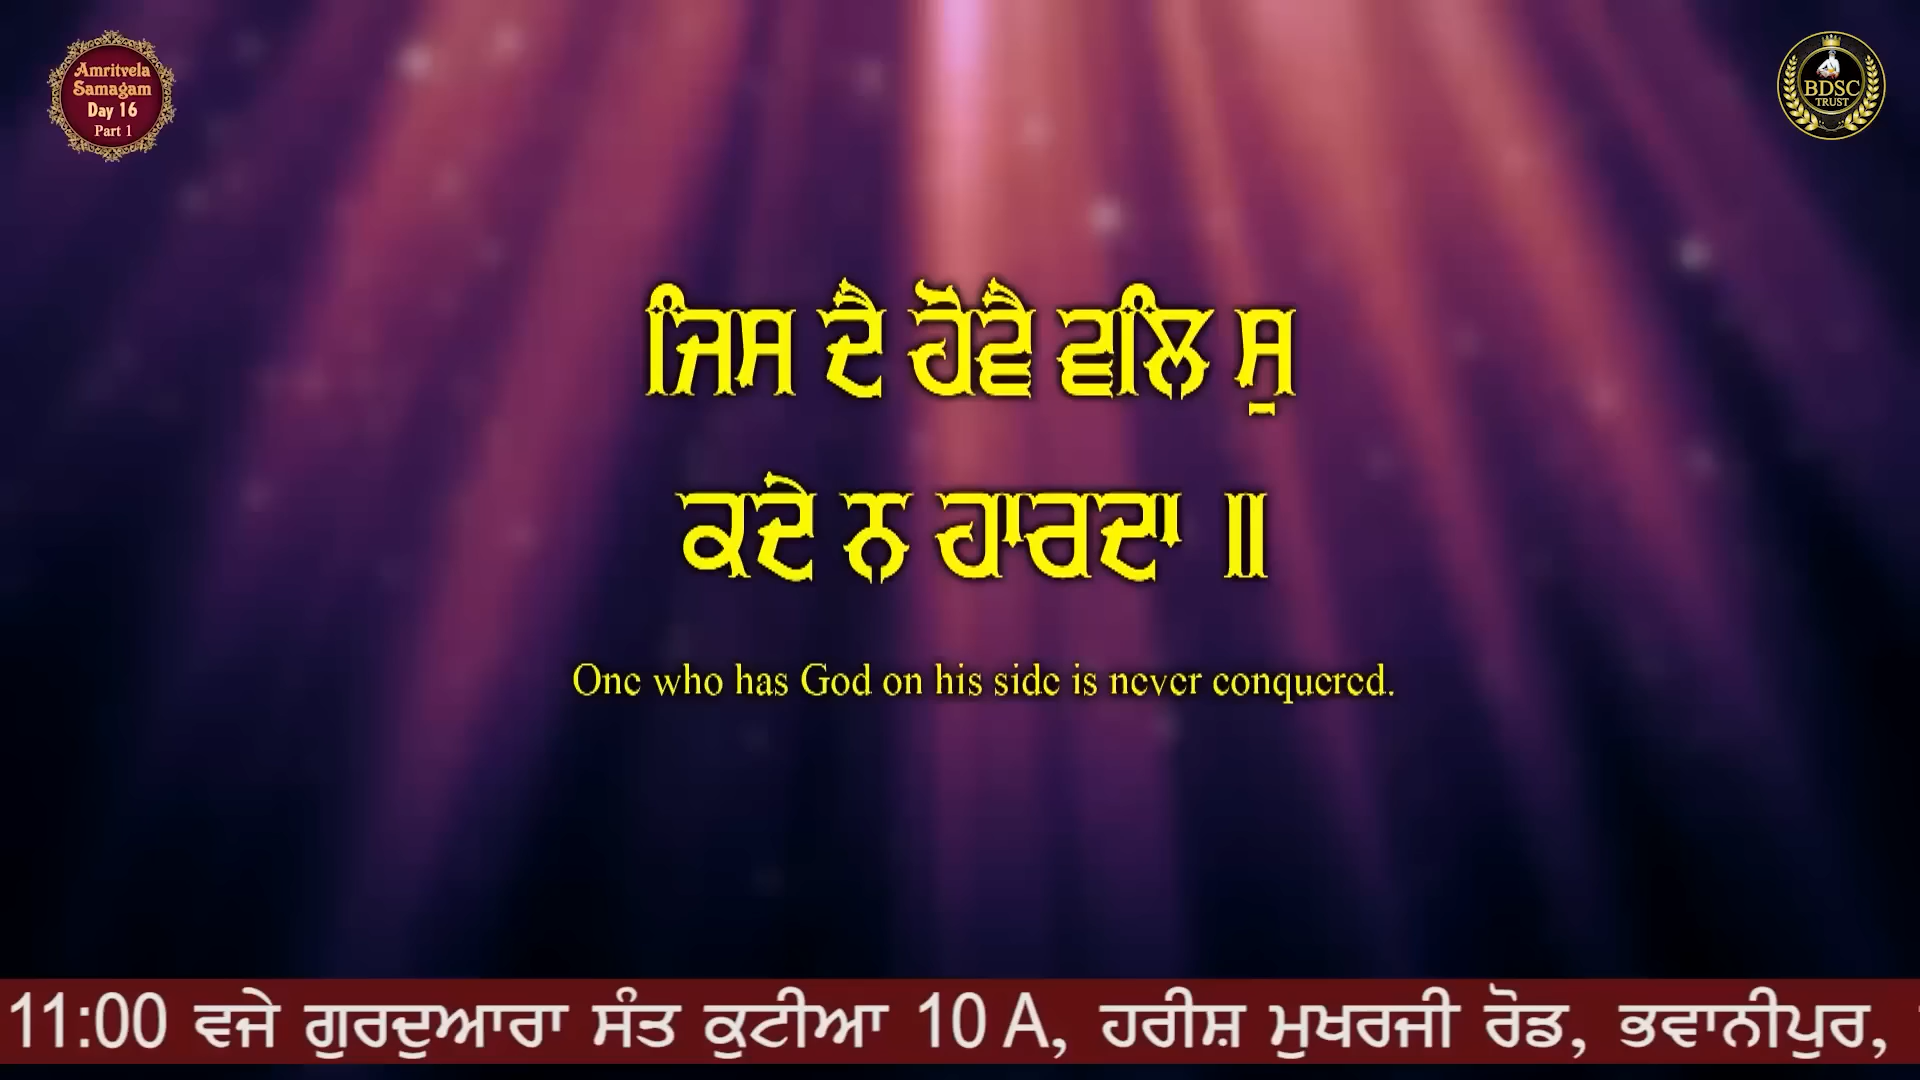 Amritvela
Samagam
Day 16
Part 1
BDSC
TRUST
ਜਿਸ ਦੈ ਹੋਵੈ ਵਲਿ ਸੁ
ਕਦੇ ਨ ਹਾਰਦਾ ॥
One who has God on his side is never conquered.
11:00 ਵਜੇ ਗੁਰਦੁਆਰਾ ਸੰਤ ਕੁਟੀਆ 10 A, ਹਰੀਸ਼ ਮੁਖਰਜੀ ਰੋਡ, ਭਵਾਨੀਪੁਰ,